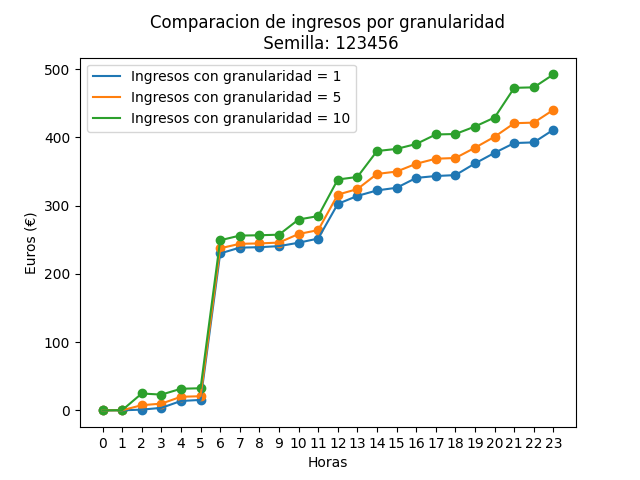 Comparacion de ingresos por granularidad
Semilla: 123456
Ingresos con granularidad = 1
Ingresos con granularidad = 5
Ingresos con granularidad = 10
500
400
300
200
100
0
Euros (€)
0 1 2 3 4 5 6 7 8 9 10 11 12 13 14 15 16 17 18 19 20 21 22 23
Horas